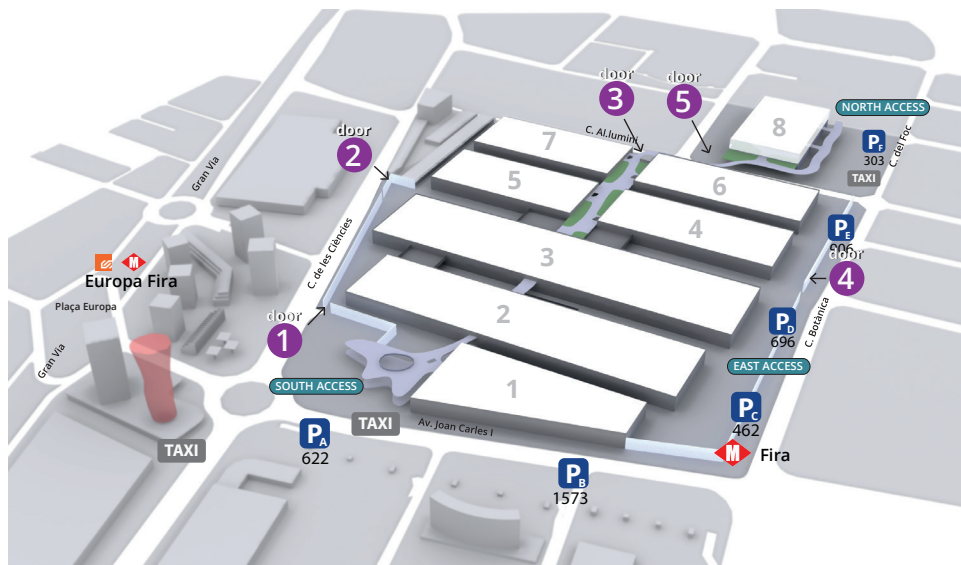 door
3
door
5
NORTH ACCESS
8
7
C. Al.lumini
P F
303
C. del Foc
TAXI
door
2
Gran Via
5
6
4
P E
606
door
4
C. de les Ciències
3
M
Europa Fira
Plaça Europa
door
1
2
P D
696
C. Botànica
Gran Via
EAST ACCESS
SOUTH ACCESS
1
P C
462
TAXI
Av. Joan Carles I
P A
622
TAXI
M
Fira
P B
1573